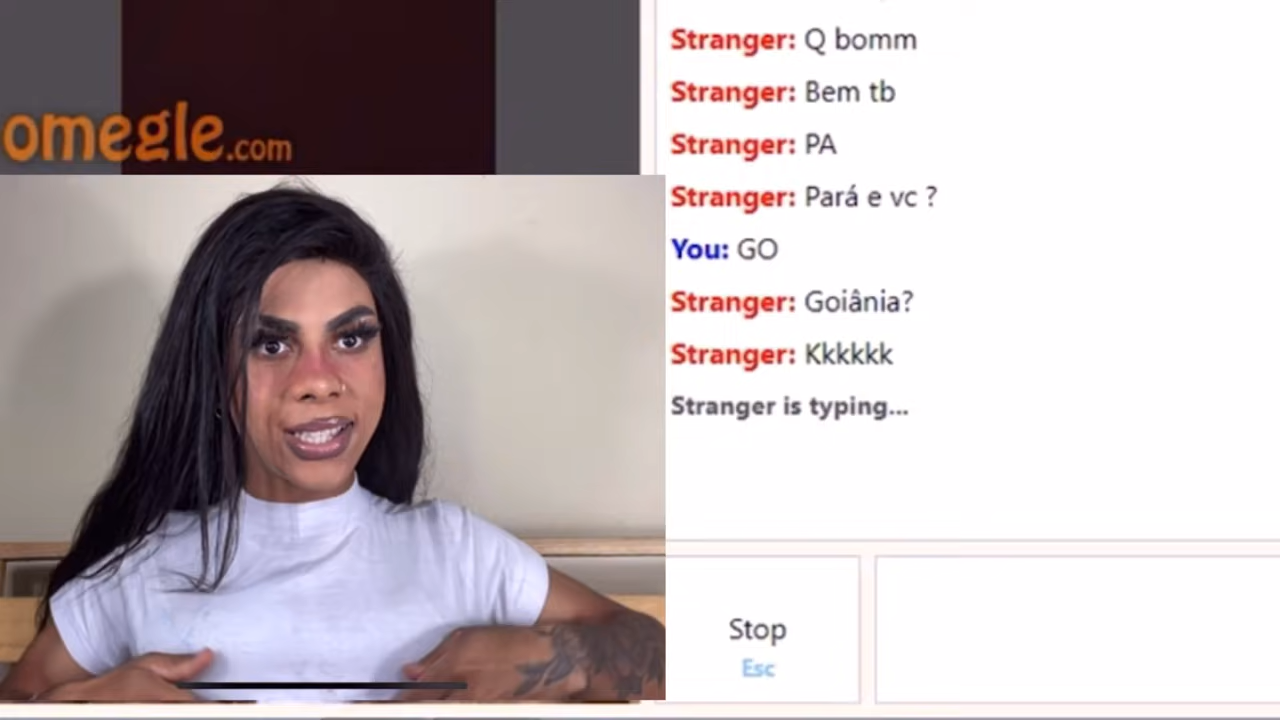 omegle.com
Stranger: Q bomm
Stranger: Bem tb
Stranger: PA
Stranger: Pará e vc ?
You: GO
Stranger: Goiânia?
Stranger: Kkkkkk
Stranger is typing...
Stop
Esc